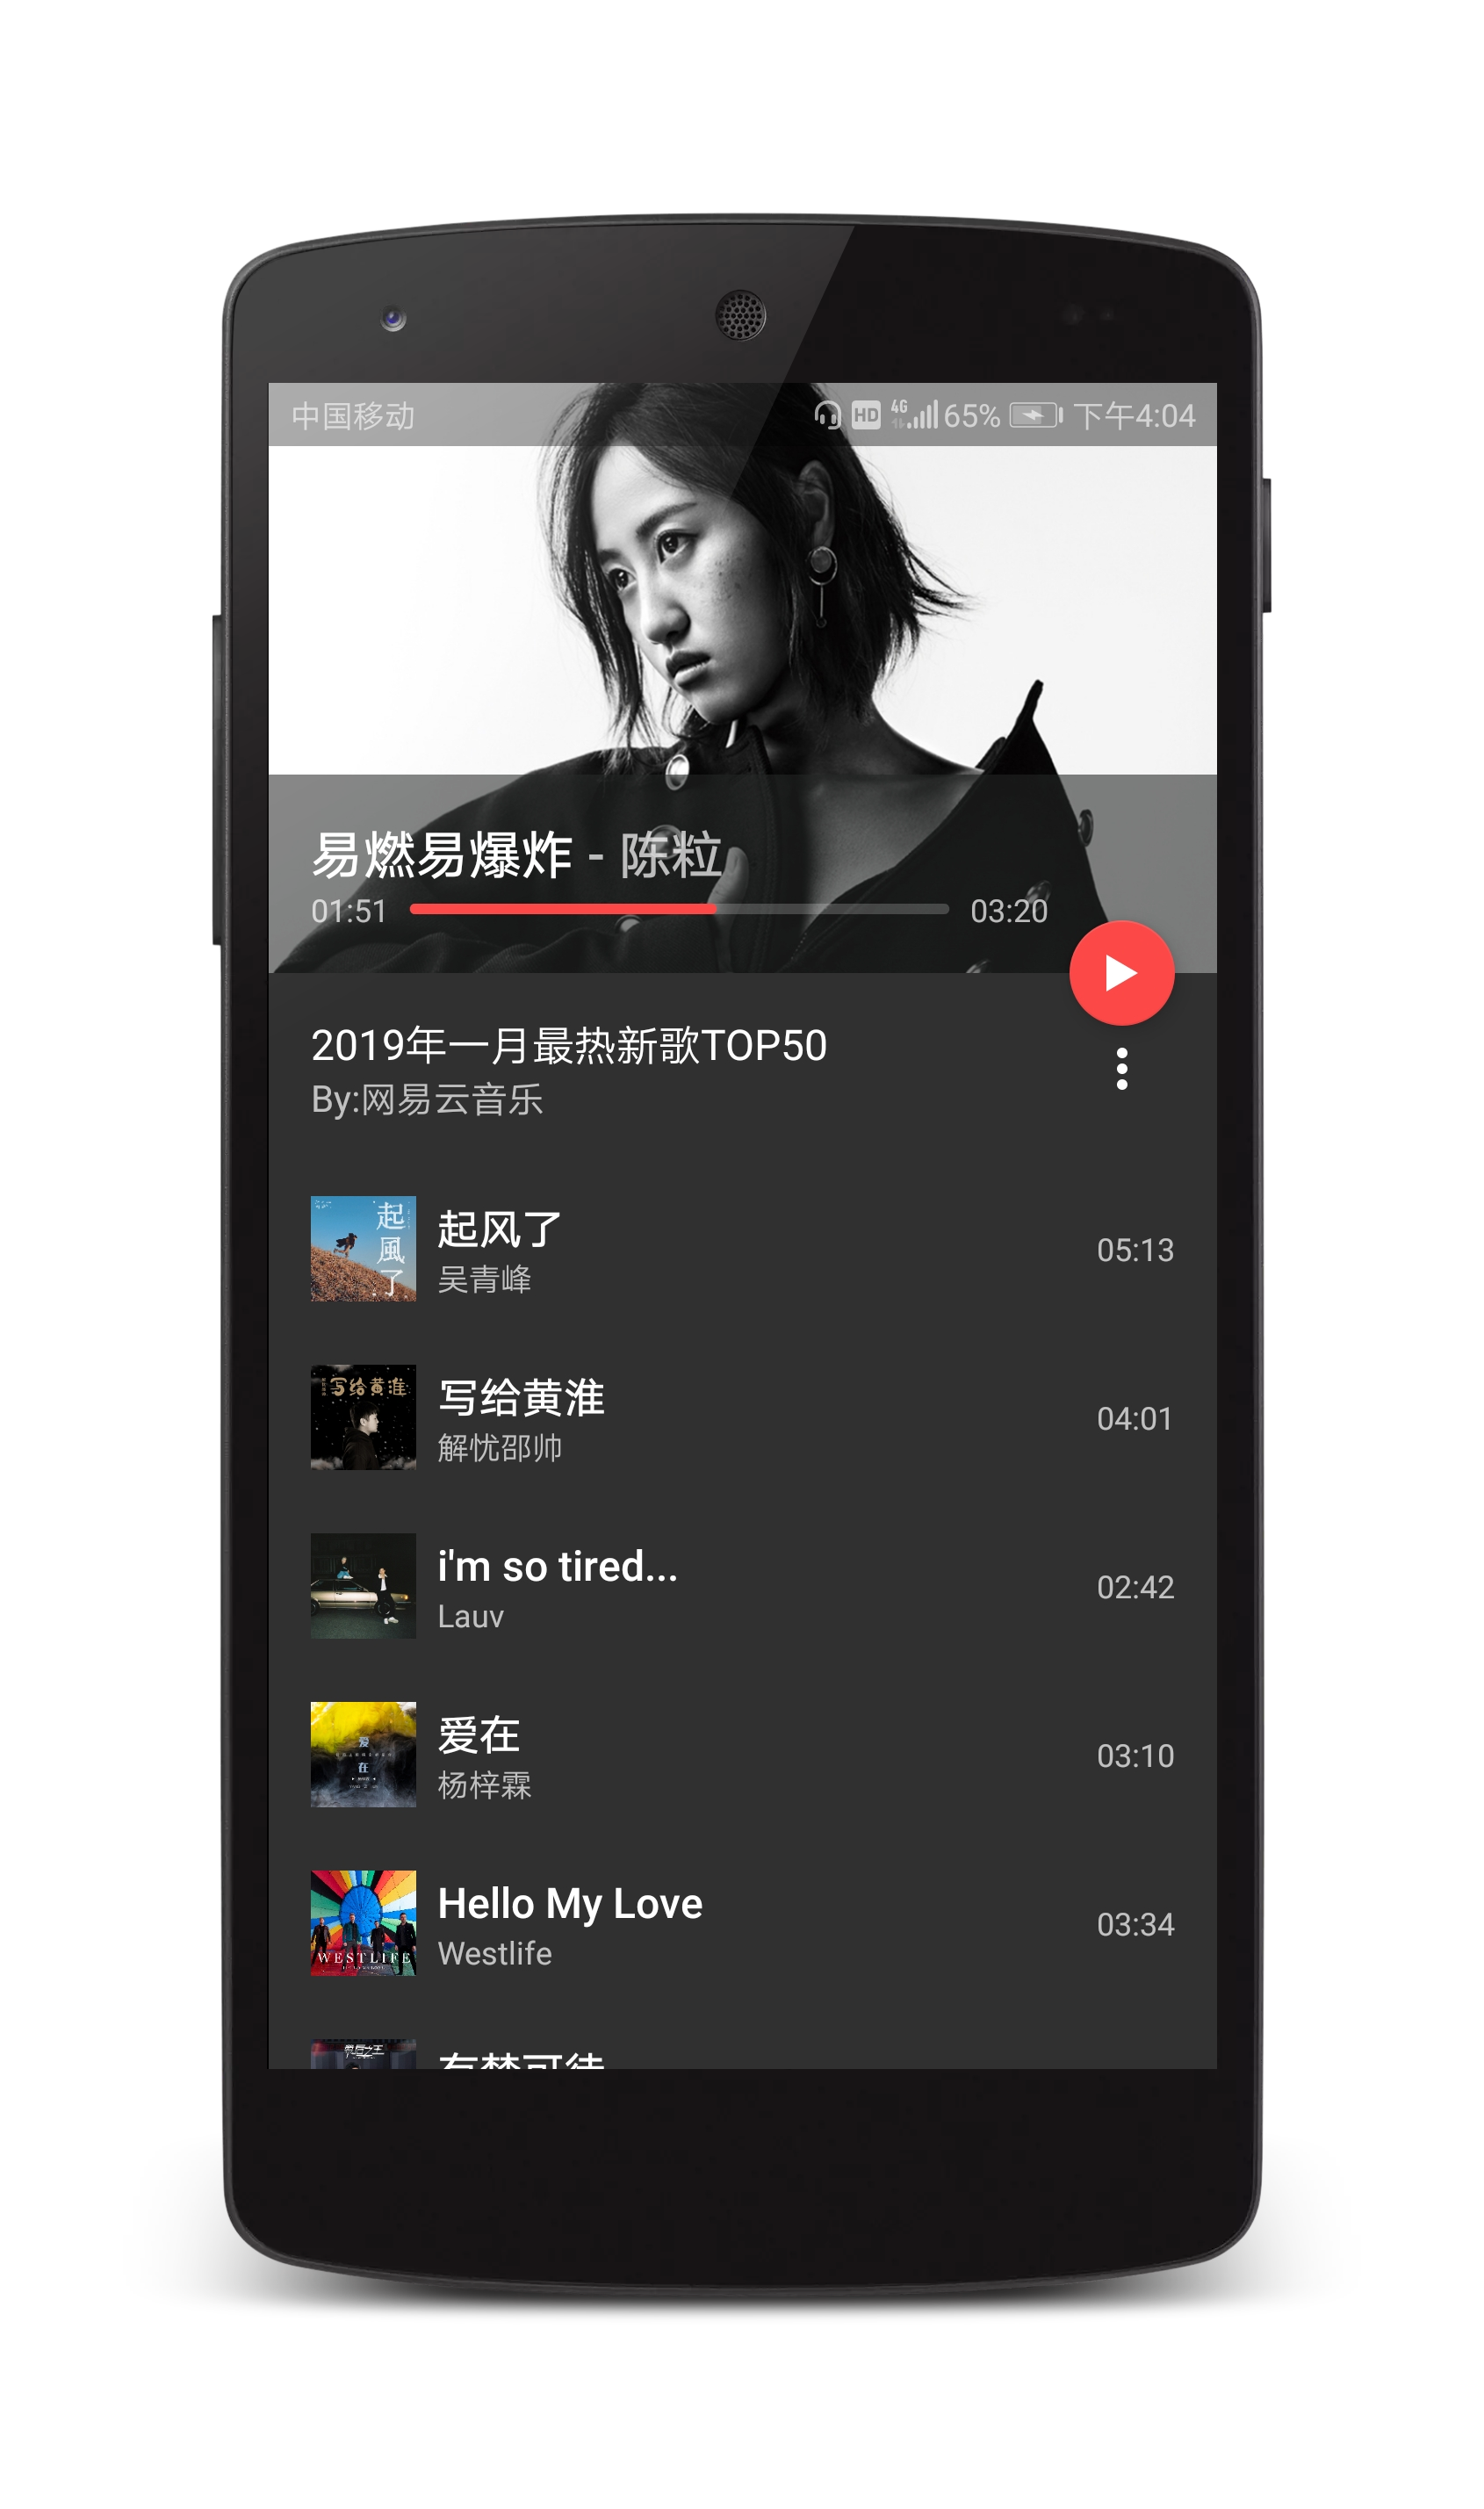 中国移动
HD 4G 65% 下午4:04
易燃易爆炸 - 陈粒
01:51 03:20
2019年一月最热新歌TOP50
By:网易云音乐
起風了
起风了 05:13
吴青峰
写给黄淮
写给黄淮 04:01
解忧邵帅
i'm so tired... 02:42
Lauv
爱在
爱在 03:10
杨梓霖
WESTLIFE
Hello My Love 03:34
Westlife
有梦可待